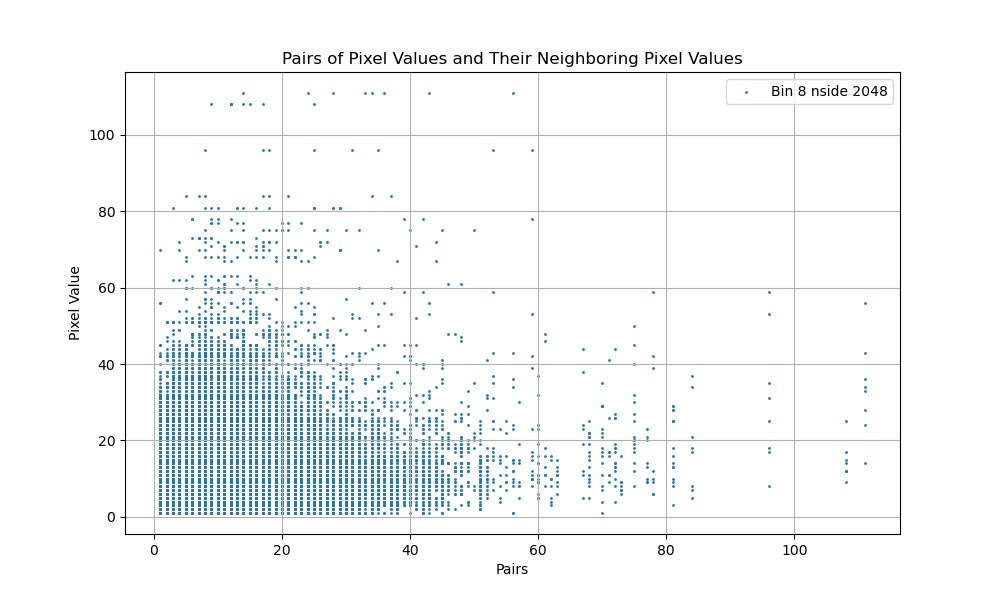 Pairs of Pixel Values and Their Neighboring Pixel Values
Bin 8 nside 2048
Pixel Value
100
80
60
40
20
0
0 20 40 60 80 100
Pairs